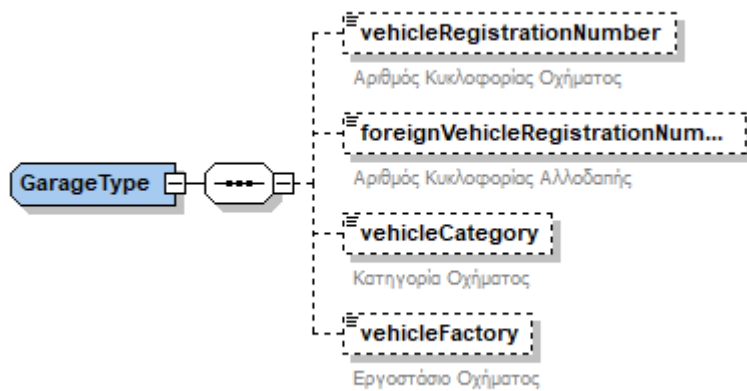 vehicleRegistrationNumber
Αριθμός Κυκλοφορίας Οχήματος
foreignVehicleRegistrationNum...
Αριθμός Κυκλοφορίας Αλλοδαπής
GarageType
vehicleCategory
Κατηγορία Οχήματος
vehicleFactory
Εργοστάσιο Οχήματος